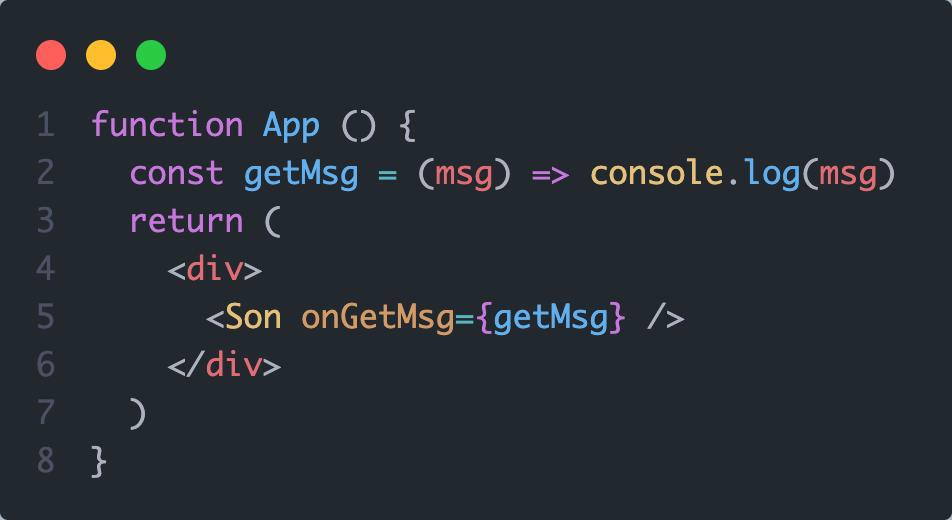 1 function App () {
2   const getMsg = (msg) => console.log(msg)
3   return (
4     <div>
5       <Son onGetMsg={getMsg} />
6     </div>
7   )
8 }